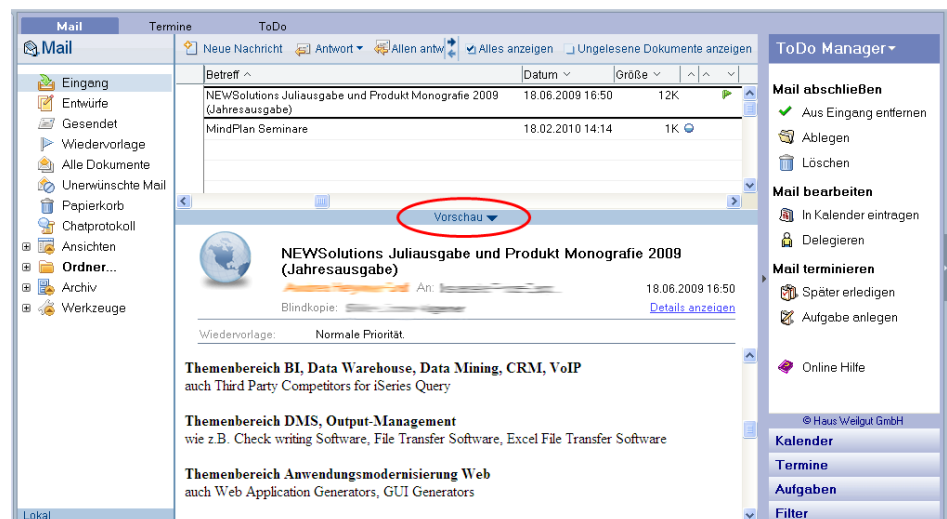 Mail Termine ToDo
Mail
Neue Nachricht Antwort Allen antw Alles anzeigen Ungelesene Dokumente anzeigen
ToDo Manager
Eingang
Entwürfe
Gesendet
Wiedervorlage
Alle Dokumente
Unerwünschte Mail
Papierkorb
Chatprotokoll
Ansichten
Ordner...
Archiv
Werkzeuge
Lokal
Betreff Datum Größe
NEWSolutions Juliausgabe und Produkt Monografie 2009 18.06.2009 16:50 12K
(Jahresausgabe)
MindPlan Seminare 18.02.2010 14:14 1K
Vorschau
NEWSolutions Juliausgabe und Produkt Monografie 2009
(Jahresausgabe)
An: 18.06.2009 16:50
Blindkopie: Details anzeigen
Wiedervorlage: Normale Priorität.
Themenbereich BI, Data Warehouse, Data Mining, CRM, VoIP
auch Third Party Competitors for iSeries Query
Themenbereich DMS, Output-Management
wie z.B. Check writing Software, File Transfer Software, Excel File Transfer Software
Themenbereich Anwendungsmodernisierung Web
auch Web Application Generators, GUI Generators
Mail abschließen
Aus Eingang entfernen
Ablegen
Löschen
Mail bearbeiten
In Kalender eintragen
Delegieren
Mail terminieren
Später erledigen
Aufgabe anlegen
Online Hilfe
© Haus Weilgut GmbH
Kalender
Termine
Aufgaben
Filter